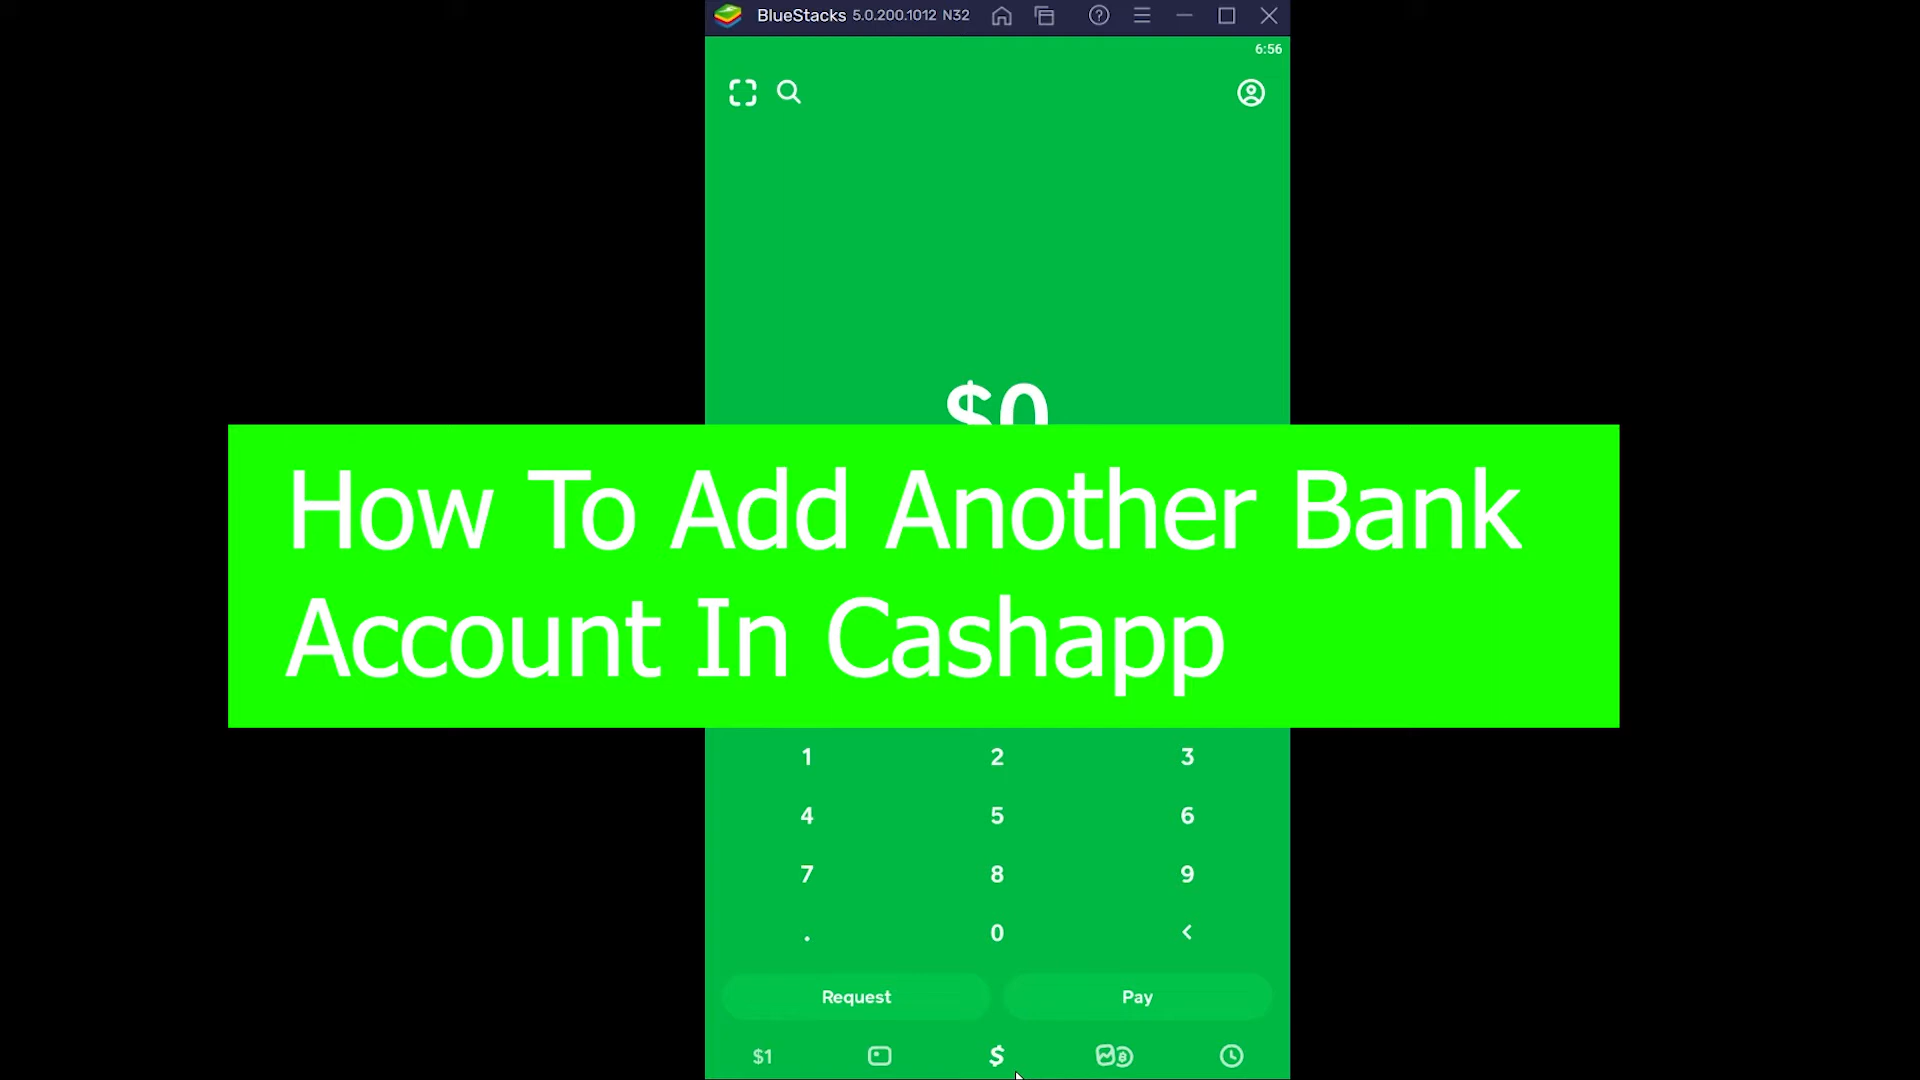 BlueStacks 5.0.200.1012 N32
6:56
$0
How To Add Another Bank
Account In Cashapp
1 2 3
4 5 6
7 8 9
. 0 <
Request Pay
$1 $